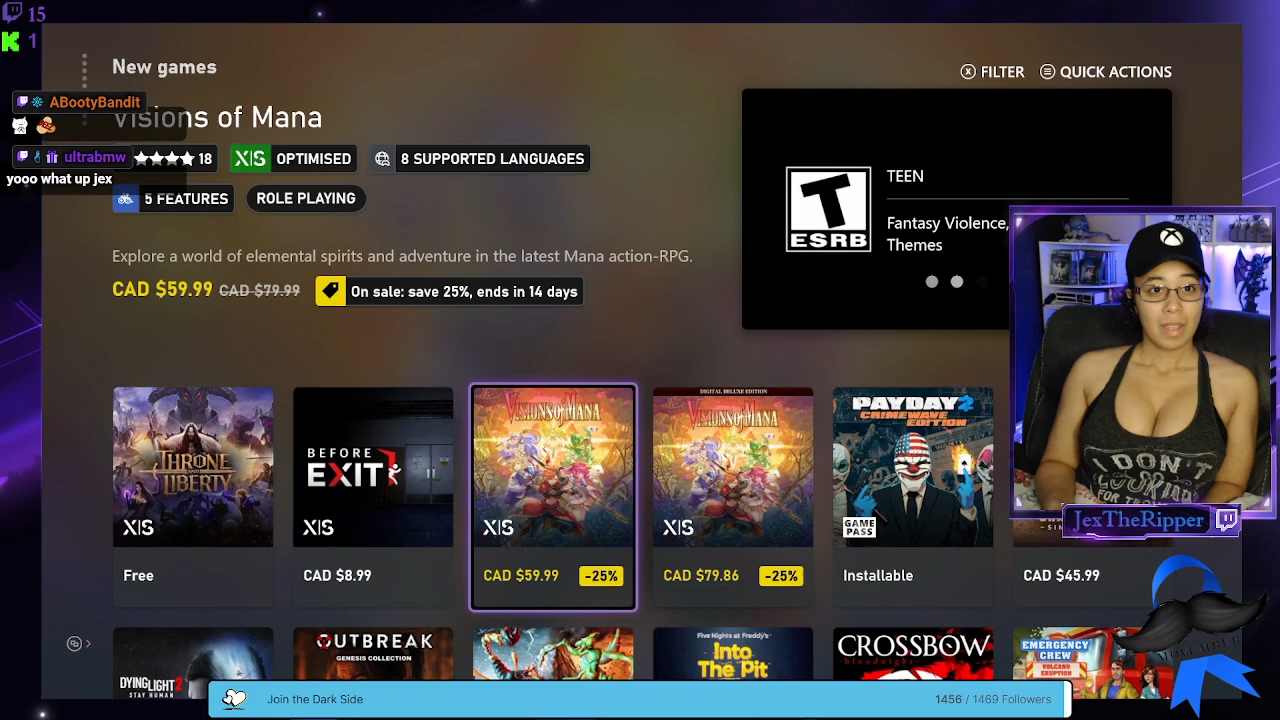 15
1
New games
FILTER
QUICK ACTIONS
ABootyBandit
Visions of Mana
ultrabmw
18
X|S OPTIMISED
8 SUPPORTED LANGUAGES
yooo what up jex
5 FEATURES
ROLE PLAYING
TEEN
Fantasy Violence,
Themes
T
ESRB
Explore a world of elemental spirits and adventure in the latest Mana action-RPG.
CAD $59.99 CAD $79.99
On sale: save 25%, ends in 14 days
THRONE AND LIBERTY
X|S
Free
BEFORE
EXIT
X|S
CAD $8.99
VISIONS of MANA
X|S
CAD $59.99 -25%
DIGITAL DELUXE EDITION
VISIONS of MANA
X|S
CAD $79.86 -25%
PAYDAY 2
CRIMEWAVE EDITION
GAME PASS
Installable
CAD $45.99
I DON'T
JexTheRipper
DYING LIGHT 2
STAY HUMAN
OUTBREAK
GENESIS COLLECTION
Five Nights at Freddy's
Into
The Pit
CROSSBOW
bloodnight
EMERGENCY
CREW
VOLCANO
ERUPTION
MOVEMBER
Join the Dark Side
1456 / 1469 Followers